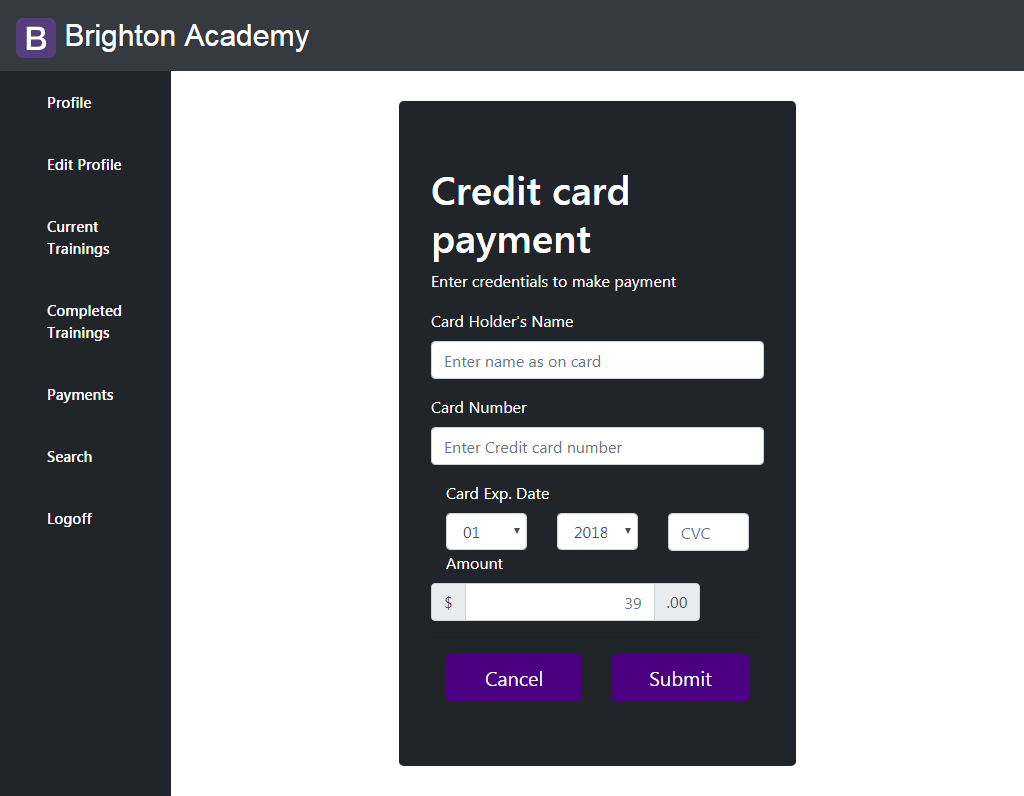 B Brighton Academy
Profile
Edit Profile
Current
Trainings
Completed
Trainings
Payments
Search
Logoff
Credit card
payment
Enter credentials to make payment
Card Holder's Name
Enter name as on card
Card Number
Enter Credit card number
Card Exp. Date
01 2018 CVC
Amount
$ 39 .00
Cancel Submit